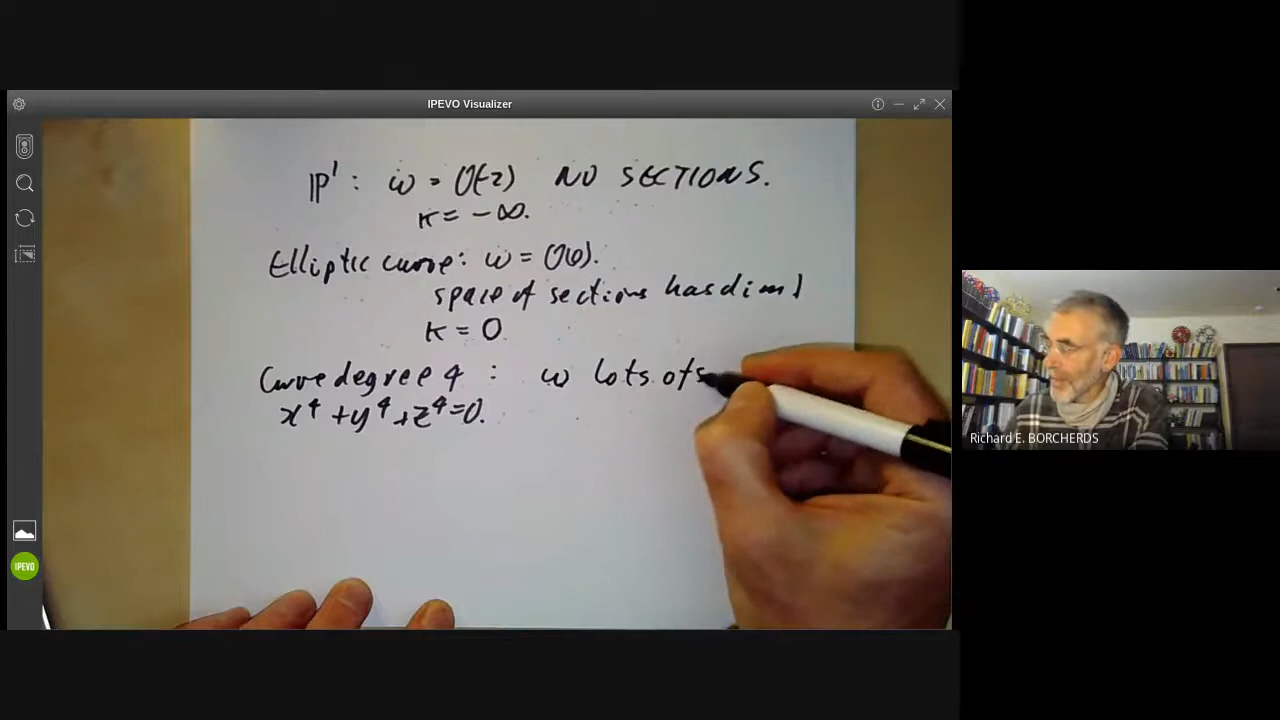 IPEVO Visualizer
ℙ¹ : ω = O(-2) NO SECTIONS.
κ = -∞.
Elliptic curve: ω = O(0).
space of sections has dim 1
κ = 0
Curve degree 4 : ω lots of s
x⁴ + y⁴ + z⁴ = 0.
IPEVO
Richard E. BORCHERDS